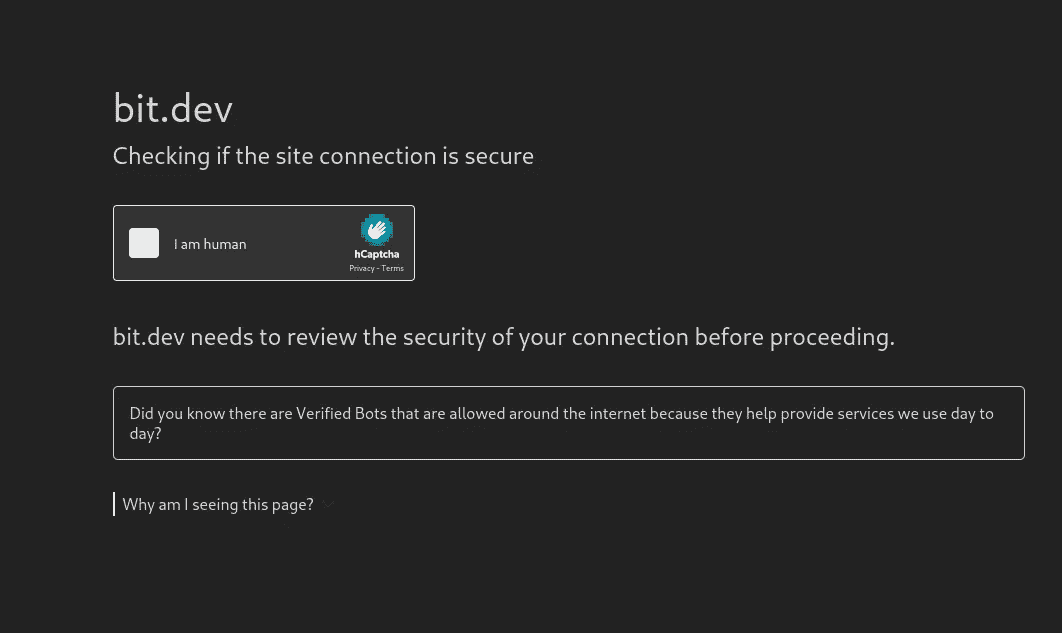 bit.dev
Checking if the site connection is secure
I am human
hCaptcha
Privacy - Terms
bit.dev needs to review the security of your connection before proceeding.
Did you know there are Verified Bots that are allowed around the internet because they help provide services we use day to
day?
Why am I seeing this page?